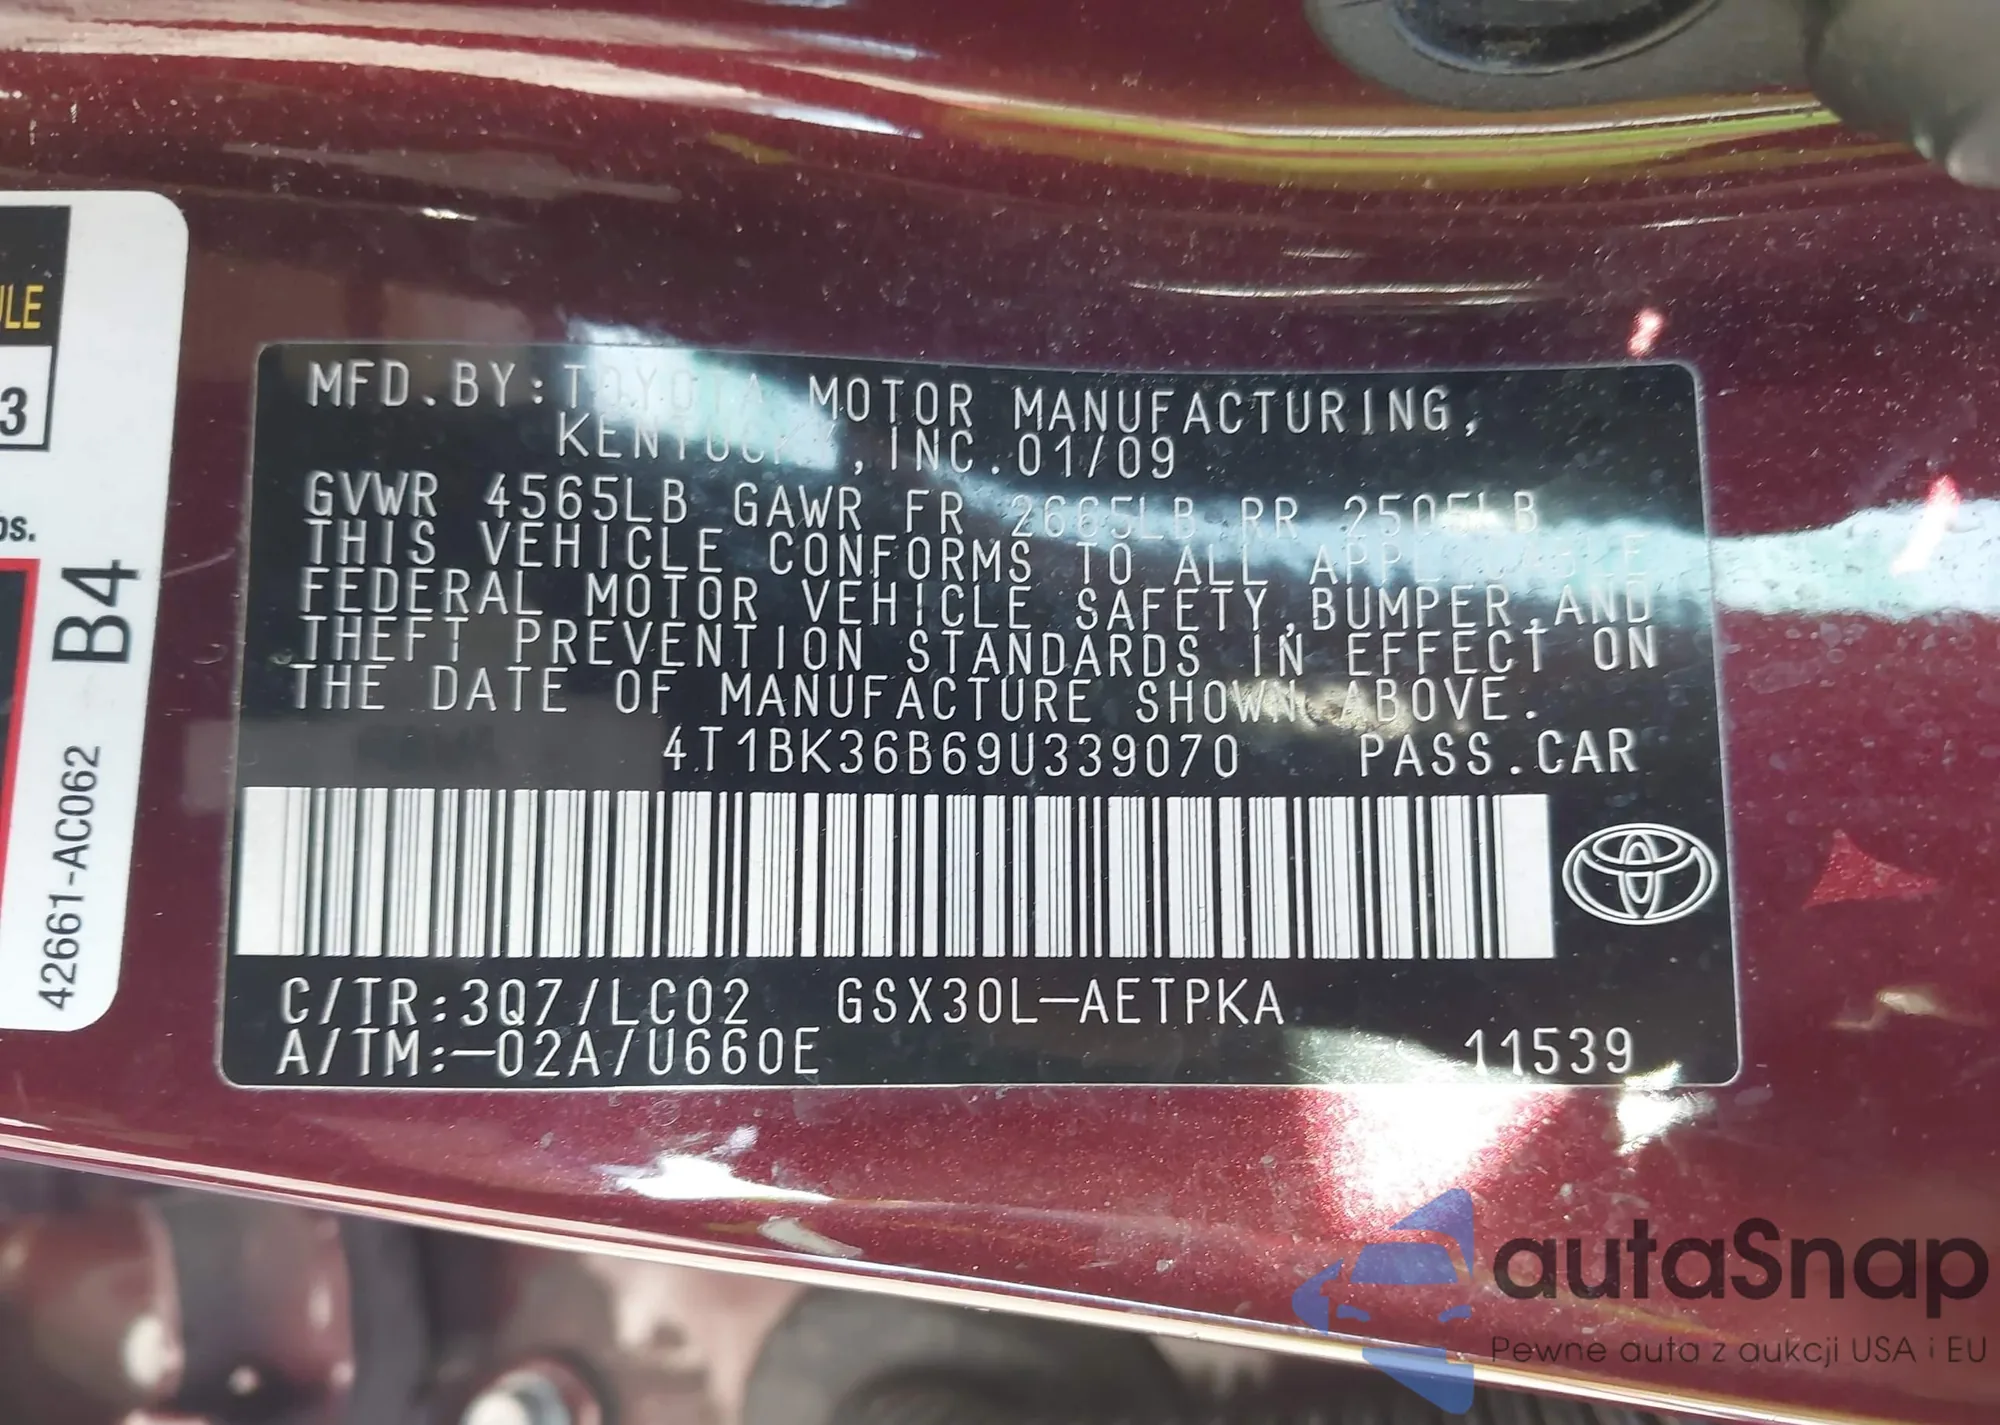 ULE
3
bs.
B4
42661-AC062
MFD.BY:TOYOTA MOTOR MANUFACTURING,
KENTUCKY,INC.01/09
GVWR 4565LB GAWR FR 2665LB RR 2505LB
THIS VEHICLE CONFORMS TO ALL APPLICABLE
FEDERAL MOTOR VEHICLE SAFETY,BUMPER,AND
THEFT PREVENTION STANDARDS IN EFFECT ON
THE DATE OF MANUFACTURE SHOWN ABOVE.
4T1BK36B69U339070 PASS.CAR
C/TR:3Q7/LC02 GSX30L-AETPKA
A/TM:-02A/U660E 11539
autaSnap
Pewne auta z aukcji USA i EU